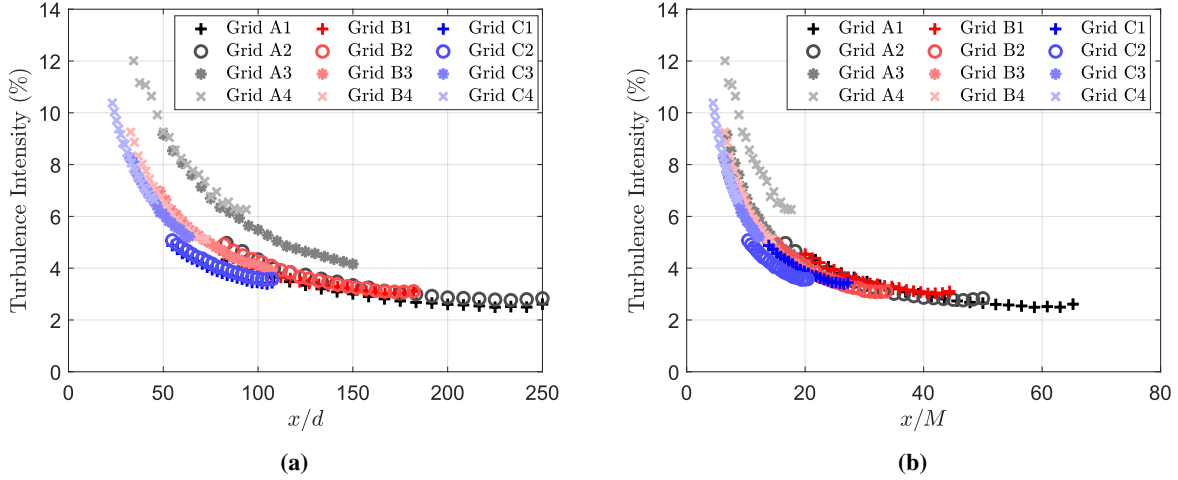 Turbulence Intensity (%)
14
12
10
8
6
4
2
0
Grid A1 Grid B1 Grid C1
Grid A2 Grid B2 Grid C2
Grid A3 Grid B3 Grid C3
Grid A4 Grid B4 Grid C4
0 50 100 150 200 250
x/d
(a)
Turbulence Intensity (%)
14
12
10
8
6
4
2
0
Grid A1 Grid B1 Grid C1
Grid A2 Grid B2 Grid C2
Grid A3 Grid B3 Grid C3
Grid A4 Grid B4 Grid C4
0 20 40 60 80
x/M
(b)